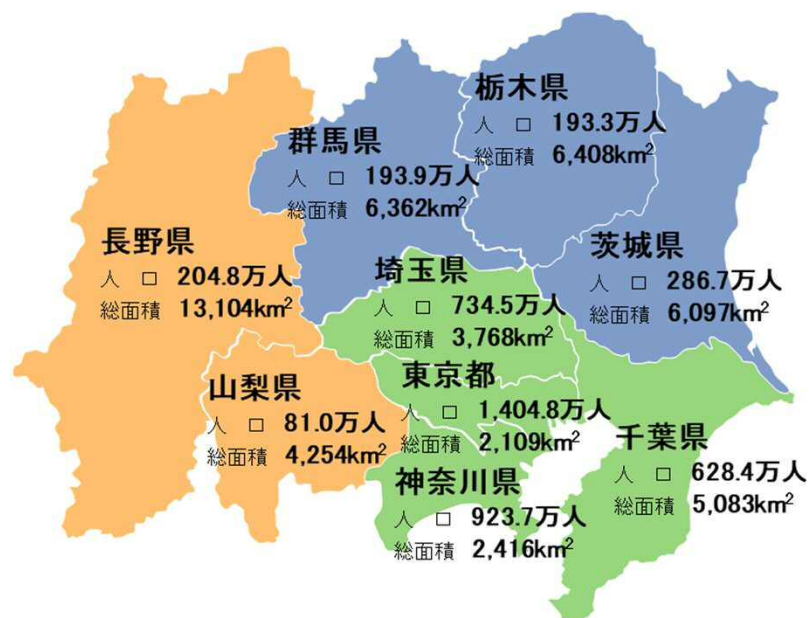 栃木県
人 口 193.3万人
総面積 6,408km²
群馬県
人 口 193.9万人
総面積 6,362km²
長野県
人 口 204.8万人
総面積 13,104km²
埼玉県
人 口 734.5万人
総面積 3,768km²
茨城県
人 口 286.7万人
総面積 6,097km²
山梨県
人 口 81.0万人
総面積 4,254km²
東京都
人 口 1,404.8万人
総面積 2,109km²
千葉県
人 口 628.4万人
総面積 5,083km²
神奈川県
人 口 923.7万人
総面積 2,416km²